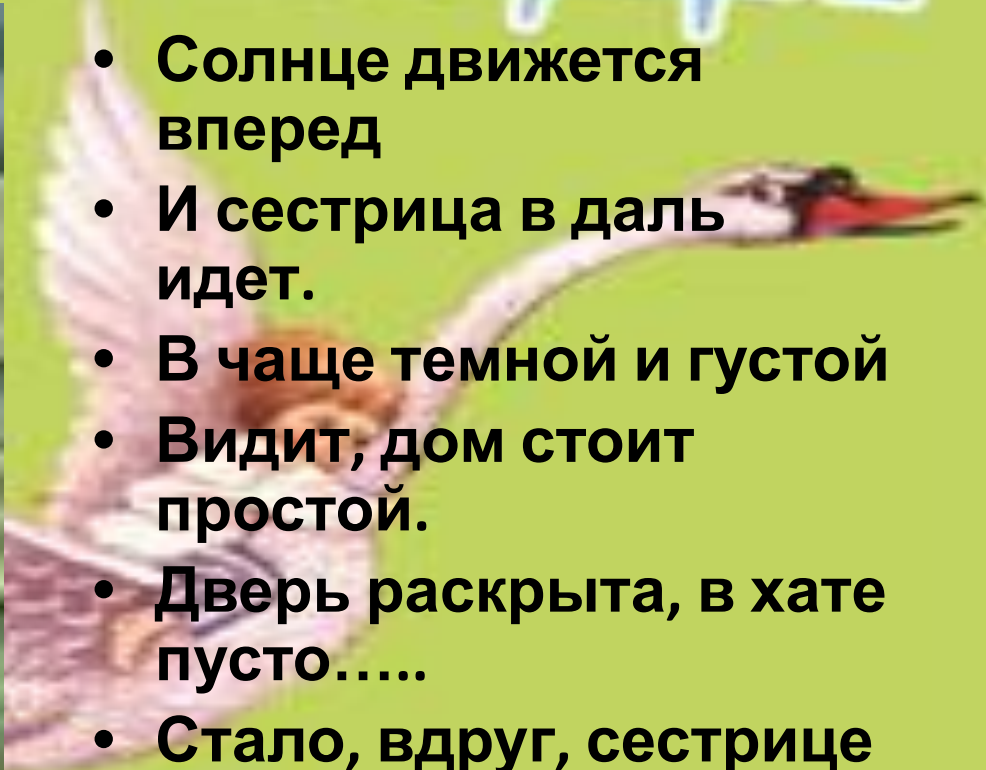 • Солнце движется
вперед
• И сестрица в даль
идет.
• В чаще темной и густой
• Видит, дом стоит
простой.
• Дверь раскрыта, в хате
пусто…..
• Стало, вдруг, сестрице